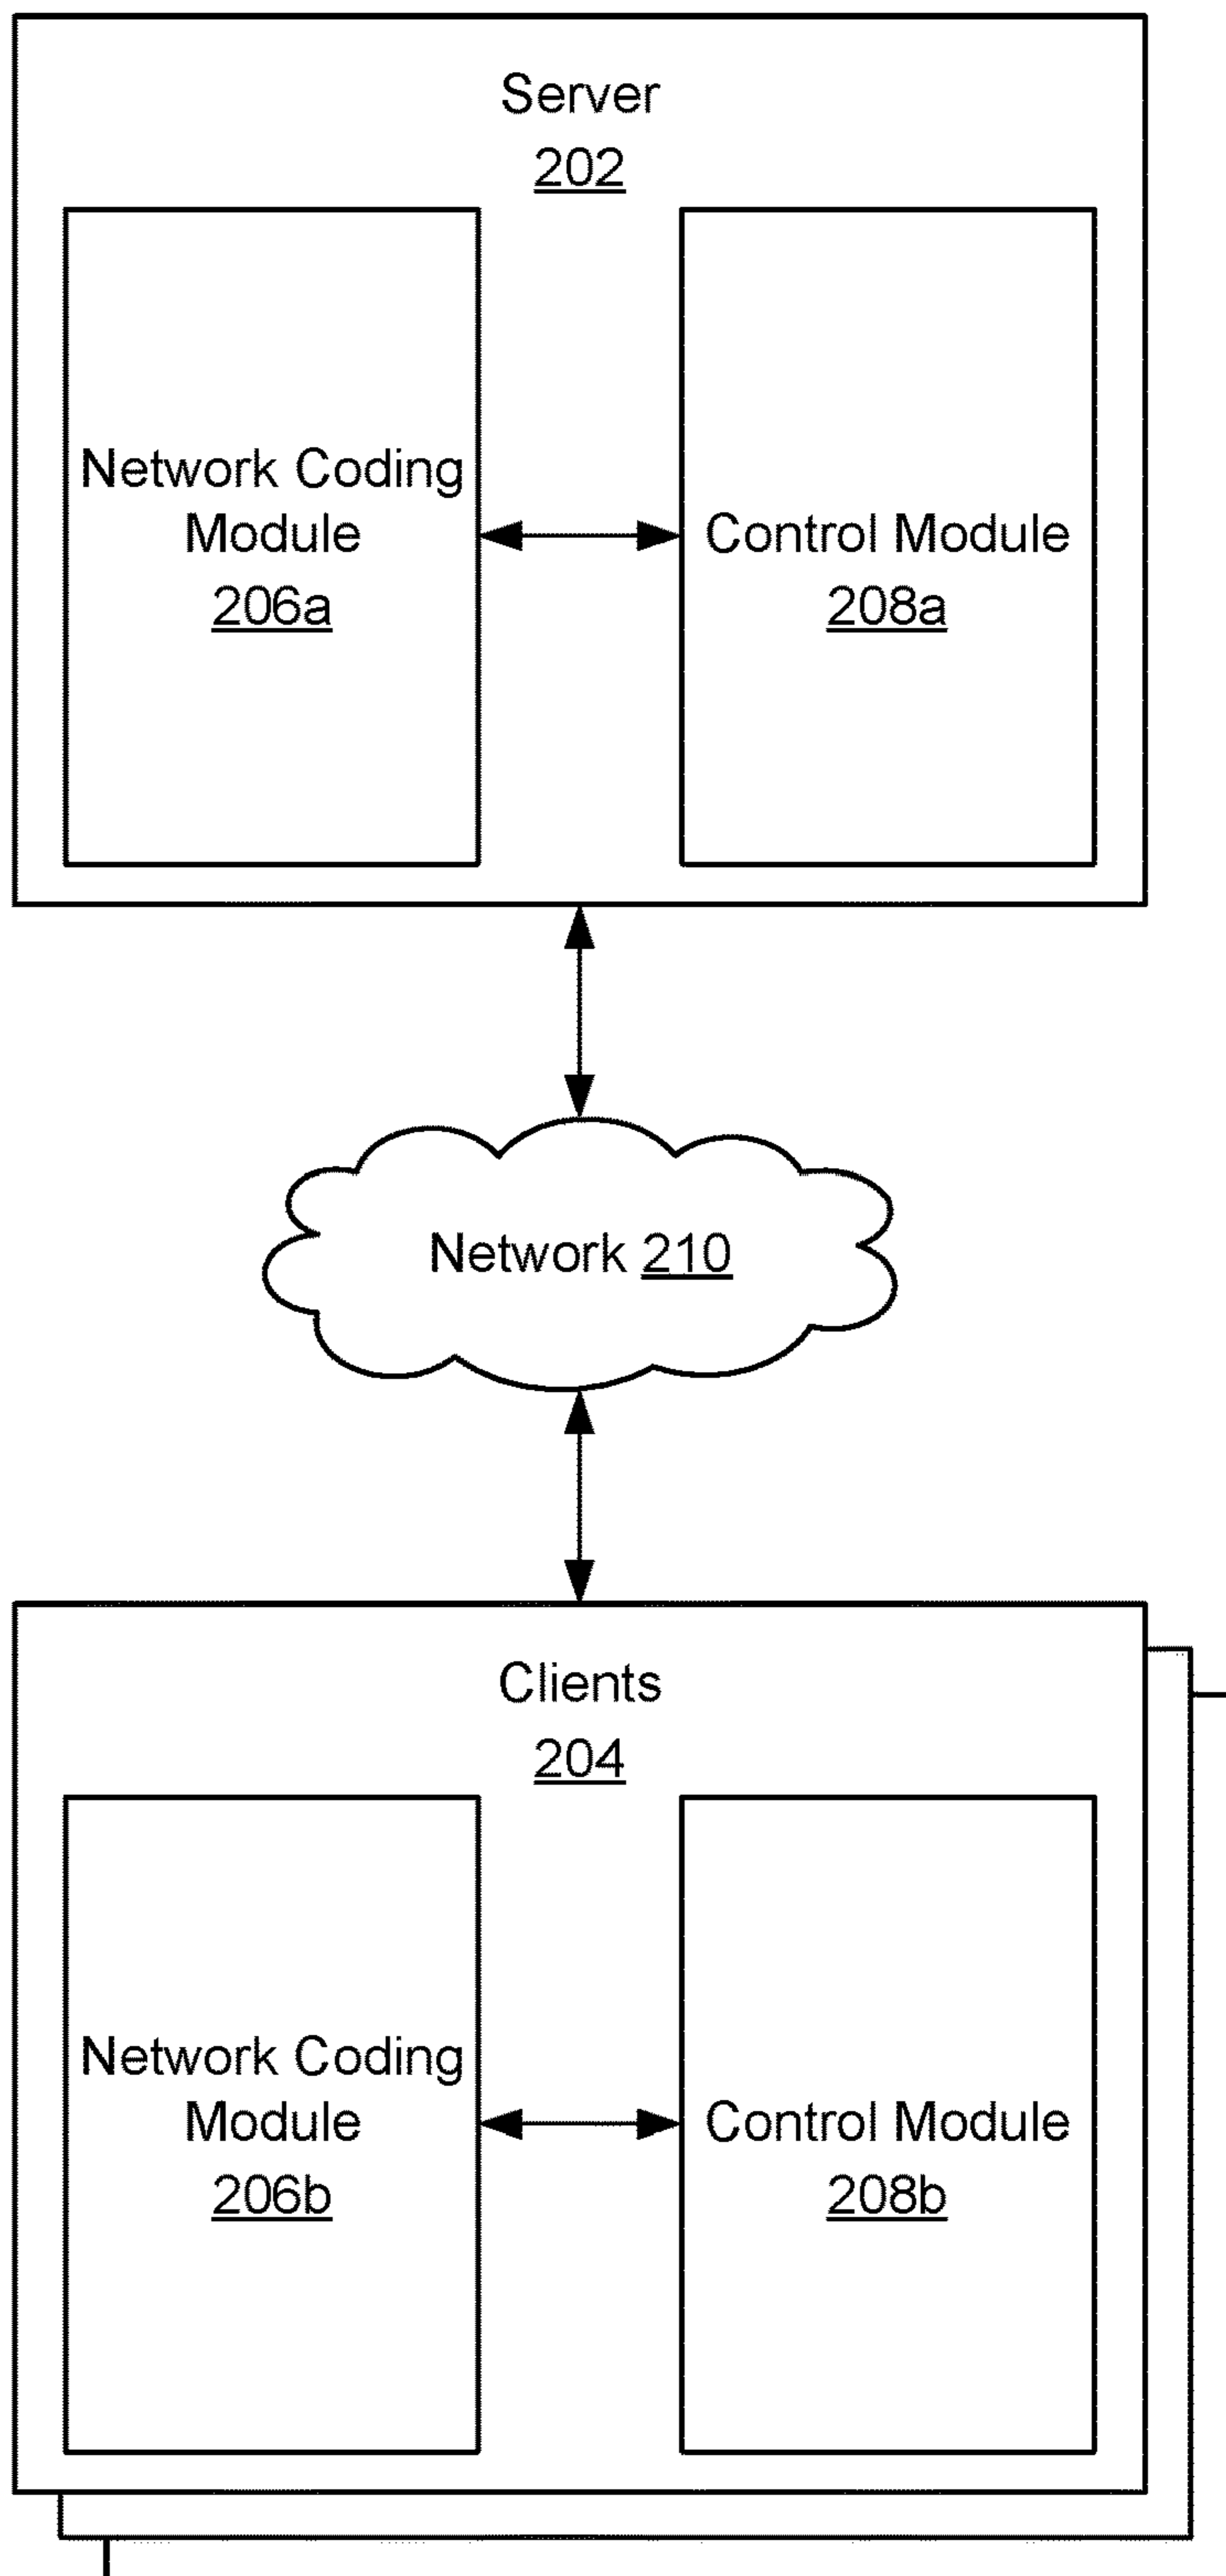 Server
202
Network Coding
Module
206a
Control Module
208a
Network 210
Clients
204
Network Coding
Module
206b
Control Module
208b